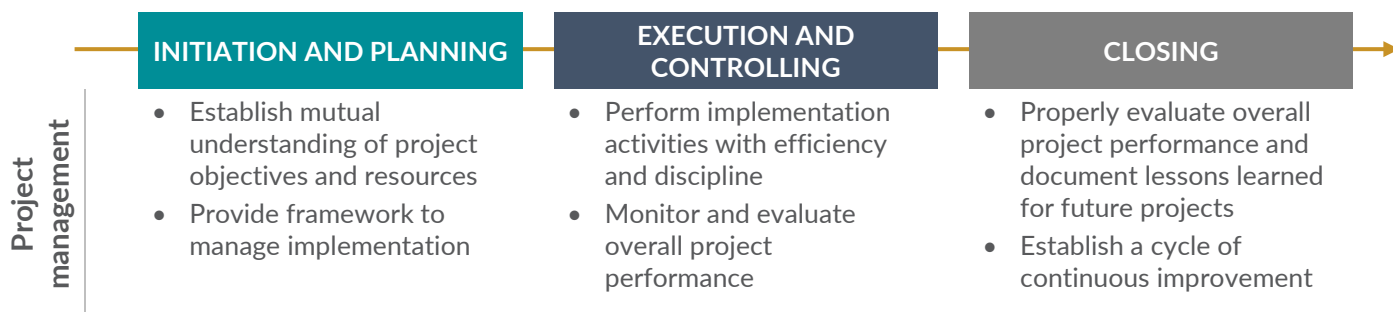 INITIATION AND PLANNING
EXECUTION AND
CONTROLLING
CLOSING
Project
management
• Establish mutual
understanding of project
objectives and resources
• Provide framework to
manage implementation
• Perform implementation
activities with efficiency
and discipline
• Monitor and evaluate
overall project
performance
• Properly evaluate overall
project performance and
document lessons learned
for future projects
• Establish a cycle of
continuous improvement